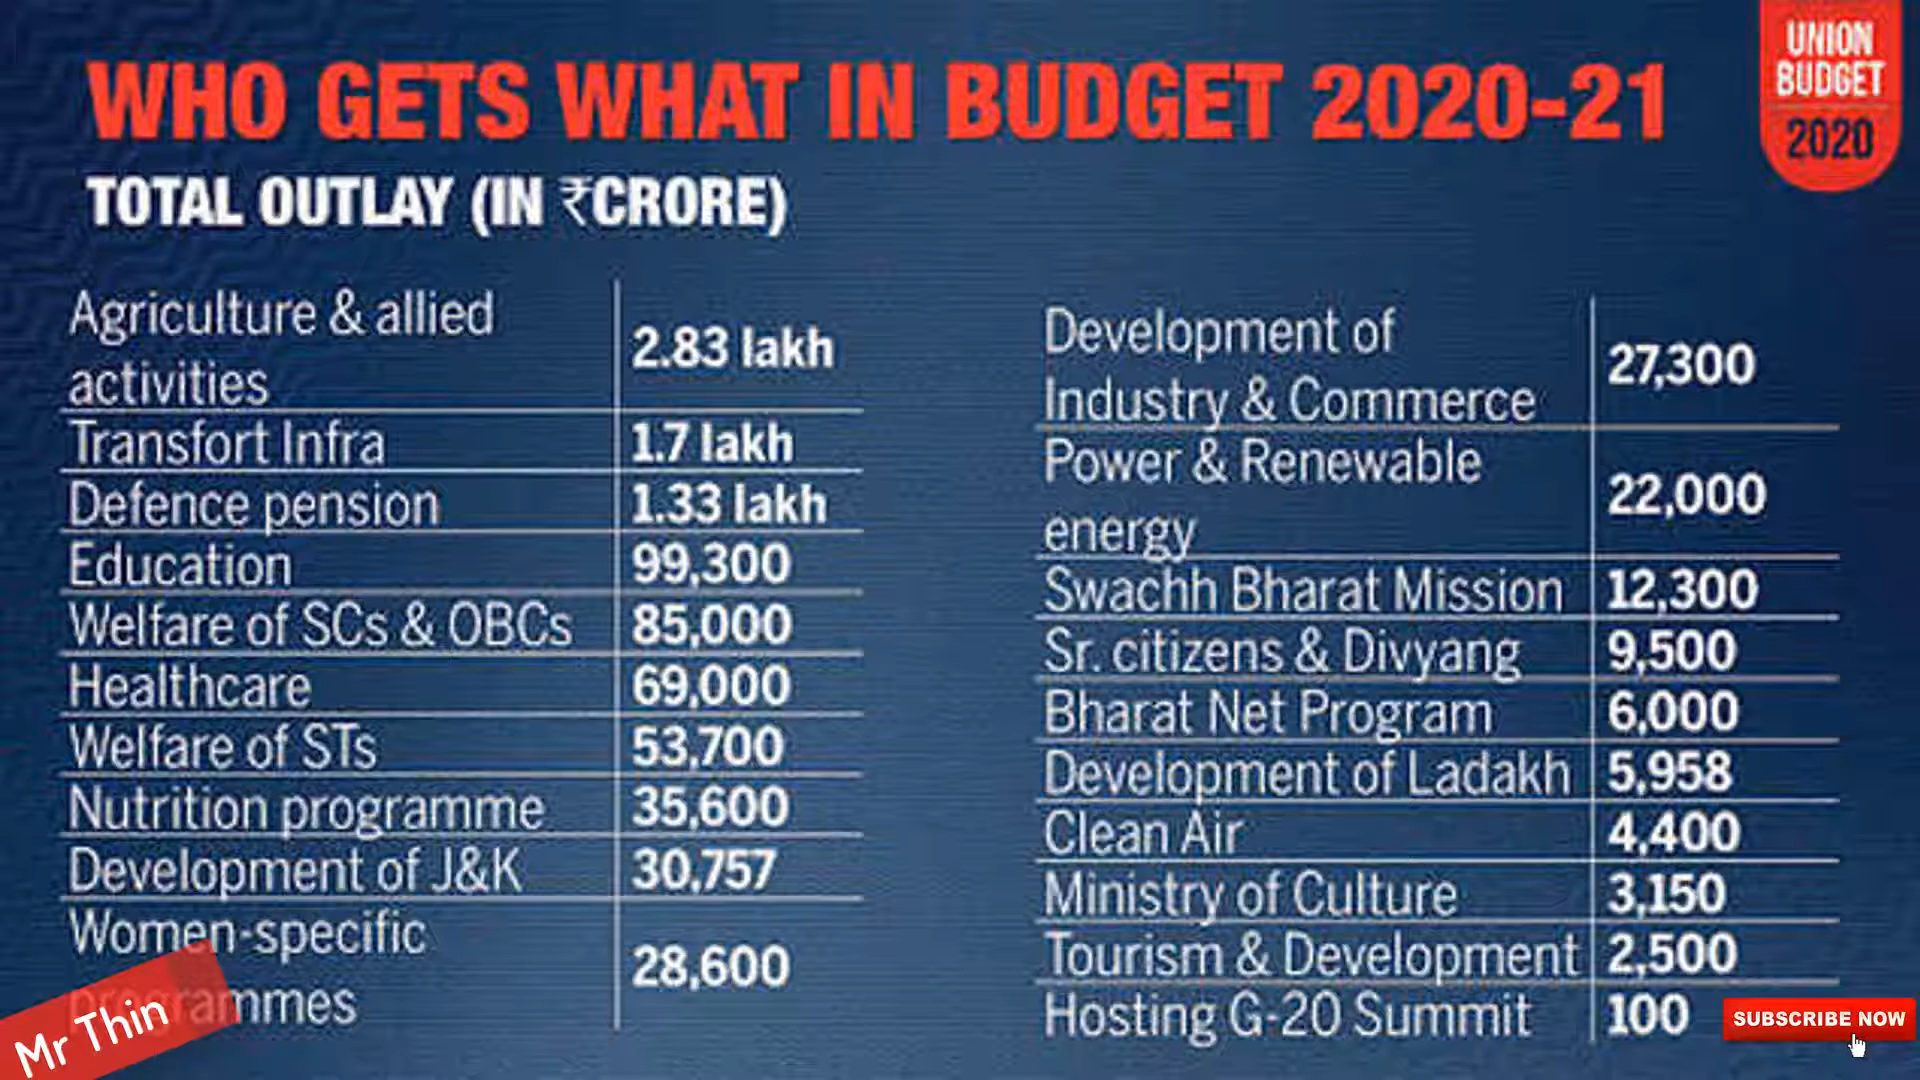 WHO GETS WHAT IN BUDGET 2020-21
UNION
BUDGET
2020
TOTAL OUTLAY (IN ₹CRORE)
Agriculture & allied
activities
2.83 lakh
Transfort Infra 1.7 lakh
Defence pension 1.33 lakh
Education 99,300
Welfare of SCs & OBCs 85,000
Healthcare 69,000
Welfare of STs 53,700
Nutrition programme 35,600
Development of J&K 30,757
Women-specific
programmes
28,600
Development of
Industry & Commerce
27,300
Power & Renewable
energy
22,000
Swachh Bharat Mission 12,300
Sr. citizens & Divyang 9,500
Bharat Net Program 6,000
Development of Ladakh 5,958
Clean Air 4,400
Ministry of Culture 3,150
Tourism & Development 2,500
Hosting G-20 Summit 100
Mr Thin
SUBSCRIBE NOW